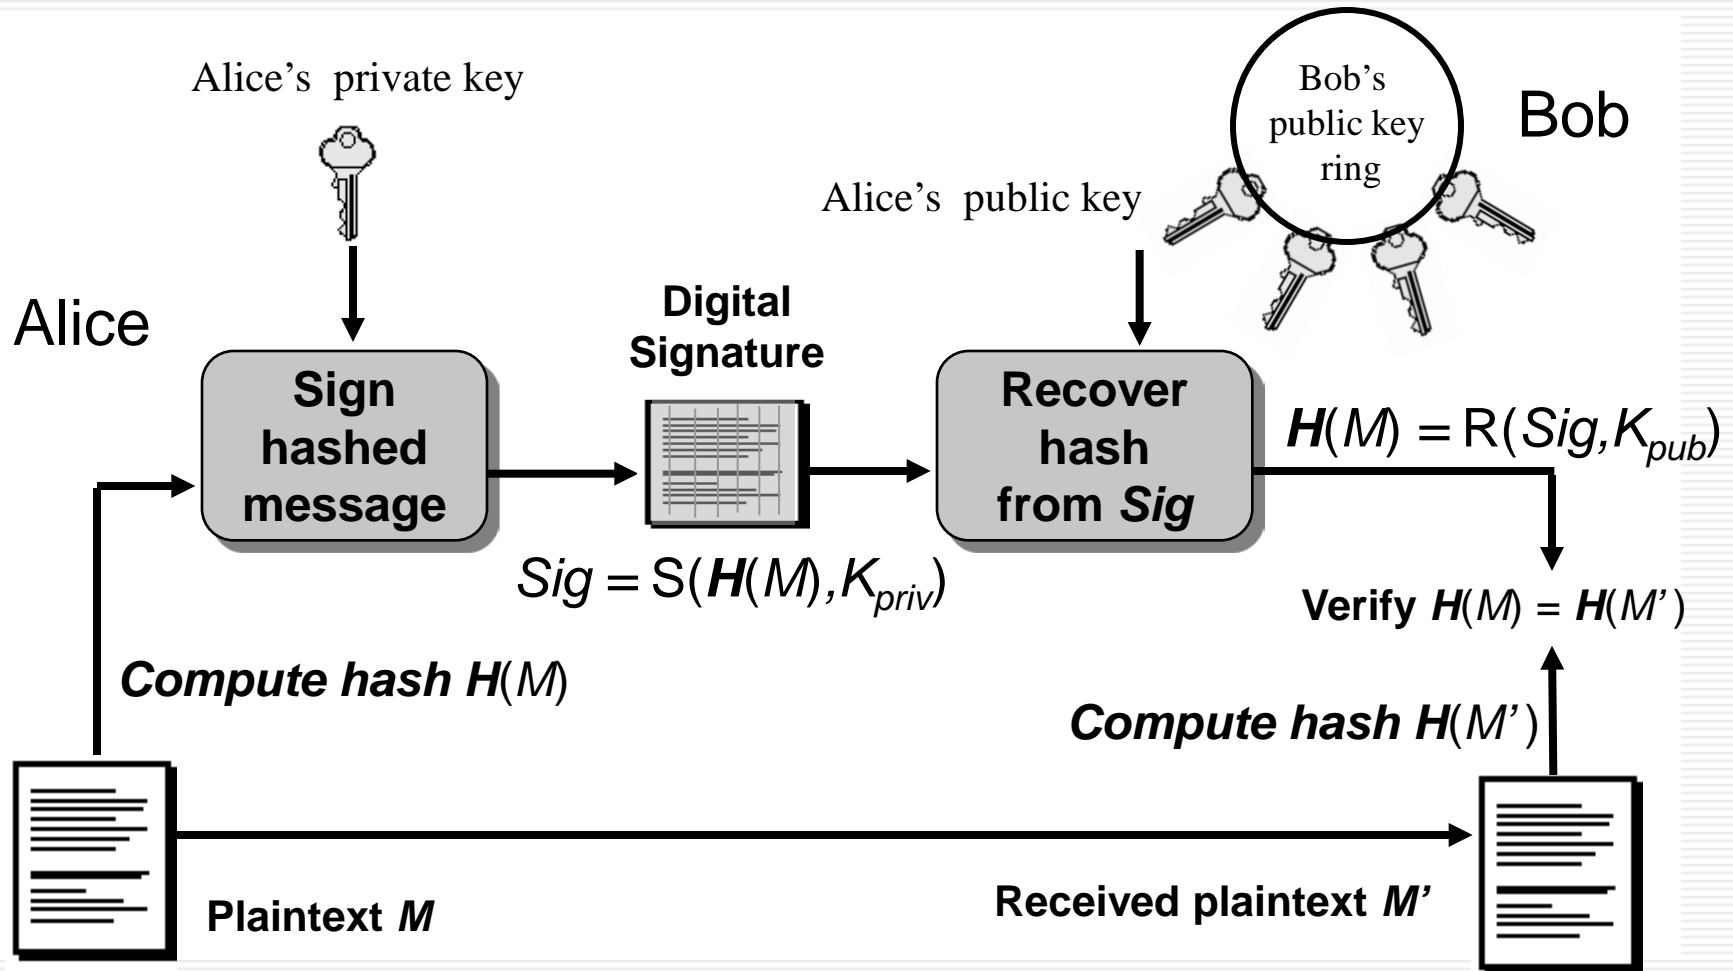 Alice's private key
Bob's
public key
ring
Bob
Alice's public key
Alice
Digital
Signature
Sign
hashed
message
Recover
hash
from Sig
H(M) = R(Sig,Kpub)
Sig = S(H(M),Kpriv)
Verify H(M) = H(M’)
Compute hash H(M)
Compute hash H(M’)
Plaintext M
Received plaintext M’